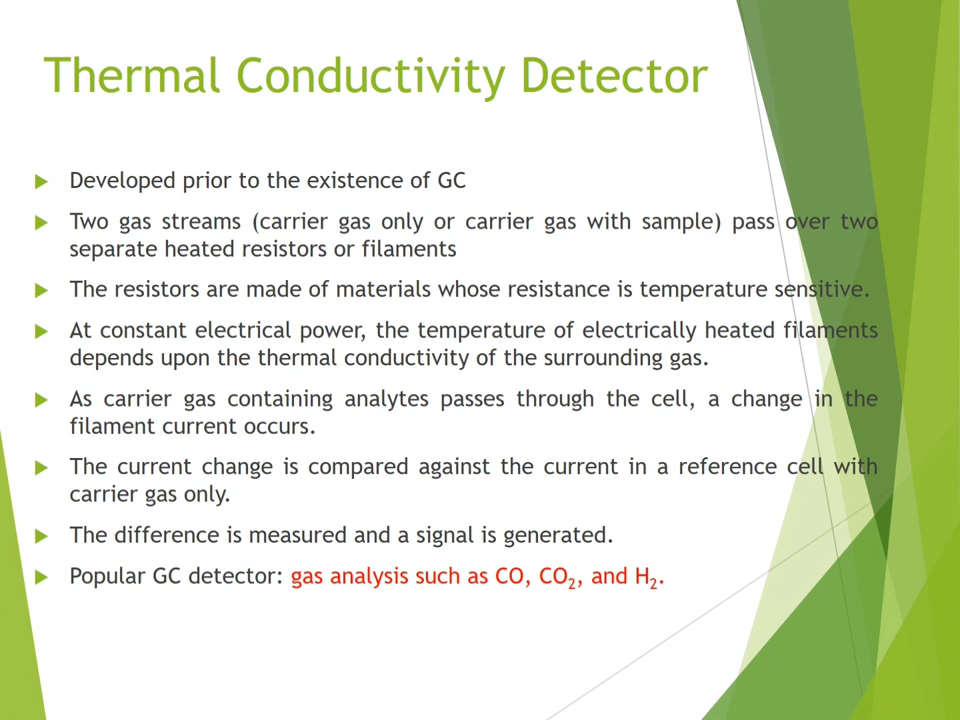 Thermal Conductivity Detector
Developed prior to the existence of GC
Two gas streams (carrier gas only or carrier gas with sample) pass over two
separate heated resistors or filaments
The resistors are made of materials whose resistance is temperature sensitive.
At constant electrical power, the temperature of electrically heated filaments
depends upon the thermal conductivity of the surrounding gas.
As carrier gas containing analytes passes through the cell, a change in the
filament current occurs.
The current change is compared against the current in a reference cell with
carrier gas only.
The difference is measured and a signal is generated.
Popular GC detector: gas analysis such as CO, CO₂, and H₂.